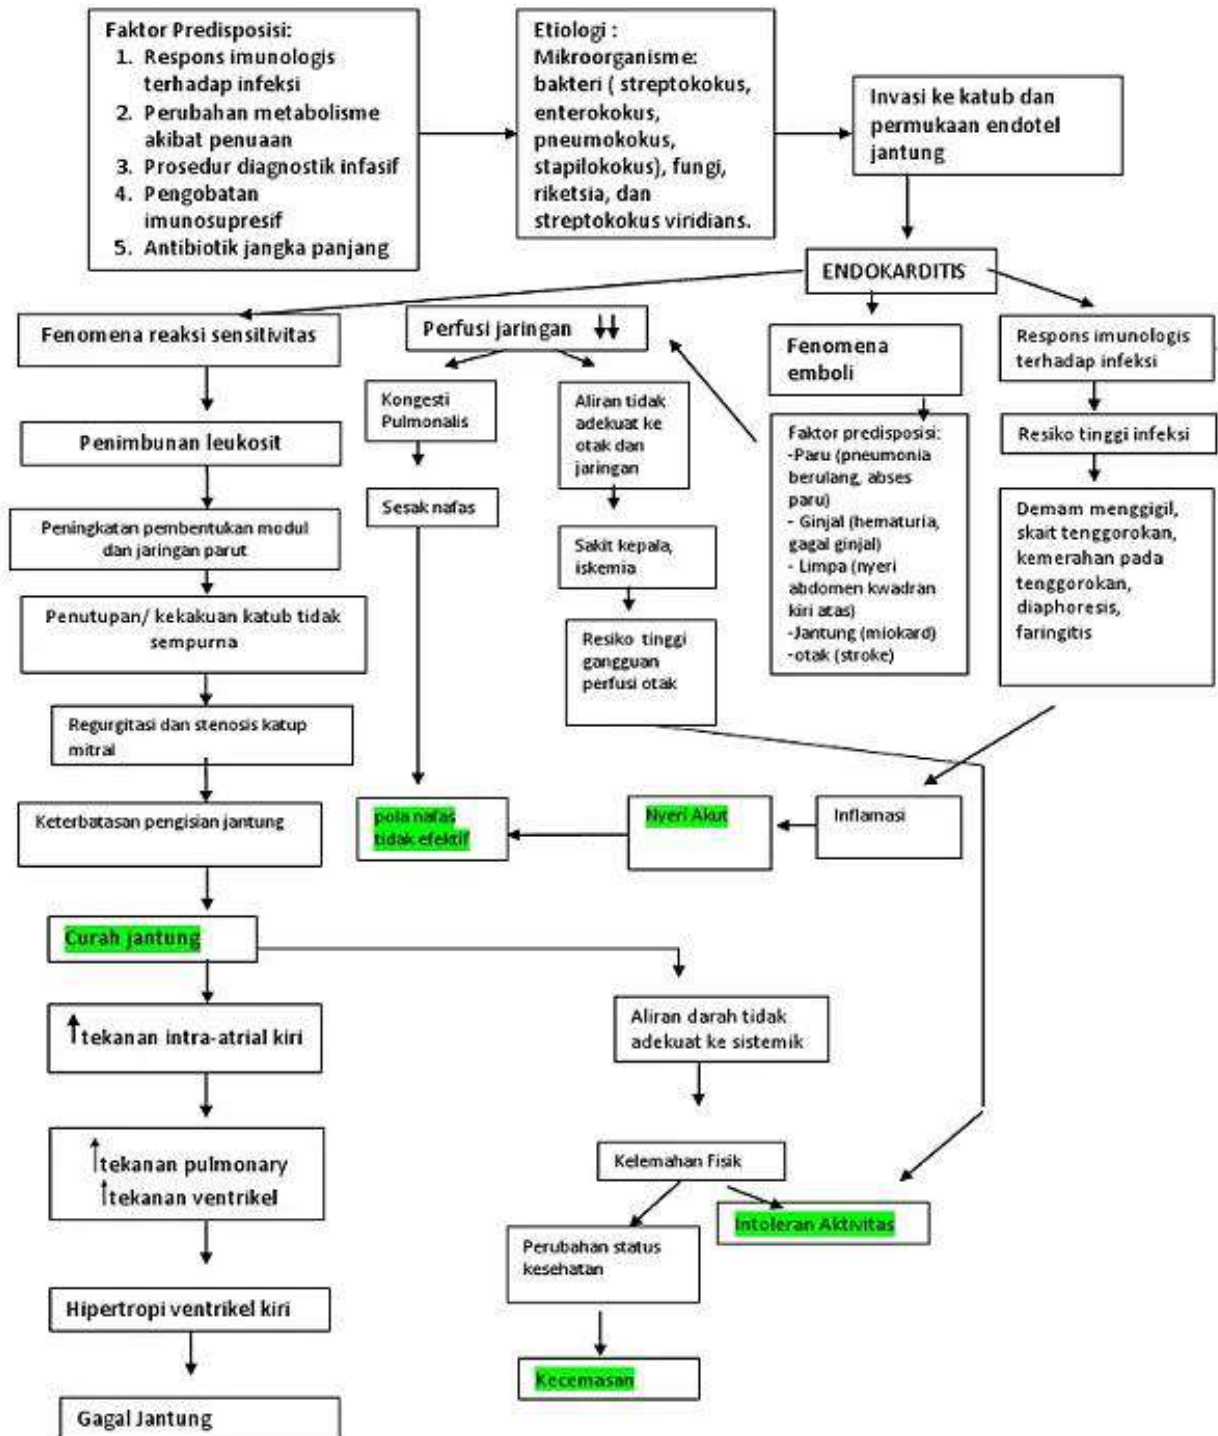 Faktor Predisposisi:
1. Respons imunologis
terhadap infeksi
2. Perubahan metabolisme
akibat penuaan
3. Prosedur diagnostik infasif
4. Pengobatan
imunosupresif
5. Antibiotik jangka panjang
Etiologi :
Mikroorganisme:
bakteri ( streptokokus,
enterokokus,
pneumokokus,
stapilokokus), fungi,
riketsia, dan
streptokokus viridians.
Invasi ke katub dan
permukaan endotel
jantung
ENDOKARDITIS
Fenomena reaksi sensitivitas
Penimbunan leukosit
Peningkatan pembentukan modul
dan jaringan parut
Penutupan/ kekakuan katub tidak
sempurna
Regurgitasi dan stenosis katup
mitral
Keterbatasan pengisian jantung
Curah jantung
↑tekanan intra-atrial kiri
↑tekanan pulmonary
↑tekanan ventrikel
Hipertropi ventrikel kiri
Gagal Jantung
Perfusi jaringan ↓↓
Kongesti
Pulmonalis
Sesak nafas
pola nafas
tidak efektif
Aliran tidak
adekuat ke
otak dan
jaringan
Sakit kepala,
iskemia
Resiko tinggi
gangguan
perfusi otak
Fenomena
emboli
Faktor predisposisi:
-Paru (pneumonia
berulang, abses
paru)
- Ginjal (hematuria,
gagal ginjal)
- Limpa (nyeri
abdomen kwadran
kiri atas)
-Jantung (miokard)
-otak (stroke)
Respons imunologis
terhadap infeksi
Resiko tinggi infeksi
Demam menggigil,
skait tenggorokan,
kemerahan pada
tenggorokan,
diaphoresis,
faringitis
Inflamasi
Nyeri Akut
Aliran darah tidak
adekuat ke sistemik
Kelemahan Fisik
Intoleran Aktivitas
Perubahan status
kesehatan
Kecemasan